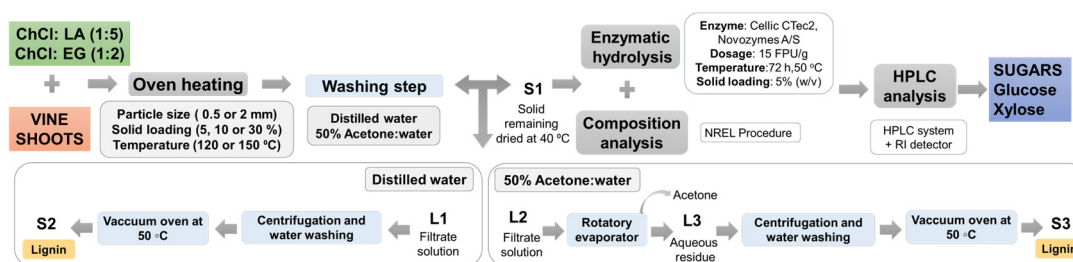 ChCl: LA (1:5)
ChCl: EG (1:2)
VINE
SHOOTS
Oven heating
Particle size ( 0.5 or 2 mm)
Solid loading (5, 10 or 30 %)
Temperature (120 or 150 ºC)
Washing step
Distilled water
50% Acetone:water
S1
Solid
remaining
dried at 40 ºC
Enzymatic
hydrolysis
+
Composition
analysis
Enzyme: Cellic CTec2,
Novozymes A/S
Dosage: 15 FPU/g
Temperature:72 h,50 ºC
Solid loading: 5% (w/v)
NREL Procedure
HPLC
analysis
HPLC system
+ RI detector
SUGARS
Glucose
Xylose
Distilled water
S2
Lignin
Vaccuum oven at
50 ◦C
Centrifugation and
water washing
L1
Filtrate
solution
50% Acetone:water
L2
Filtrate
solution
Rotatory
evaporator
Acetone
L3
Aqueous
residue
Centrifugation and
water washing
Vaccuum oven at
50 ◦C
S3
Lignin